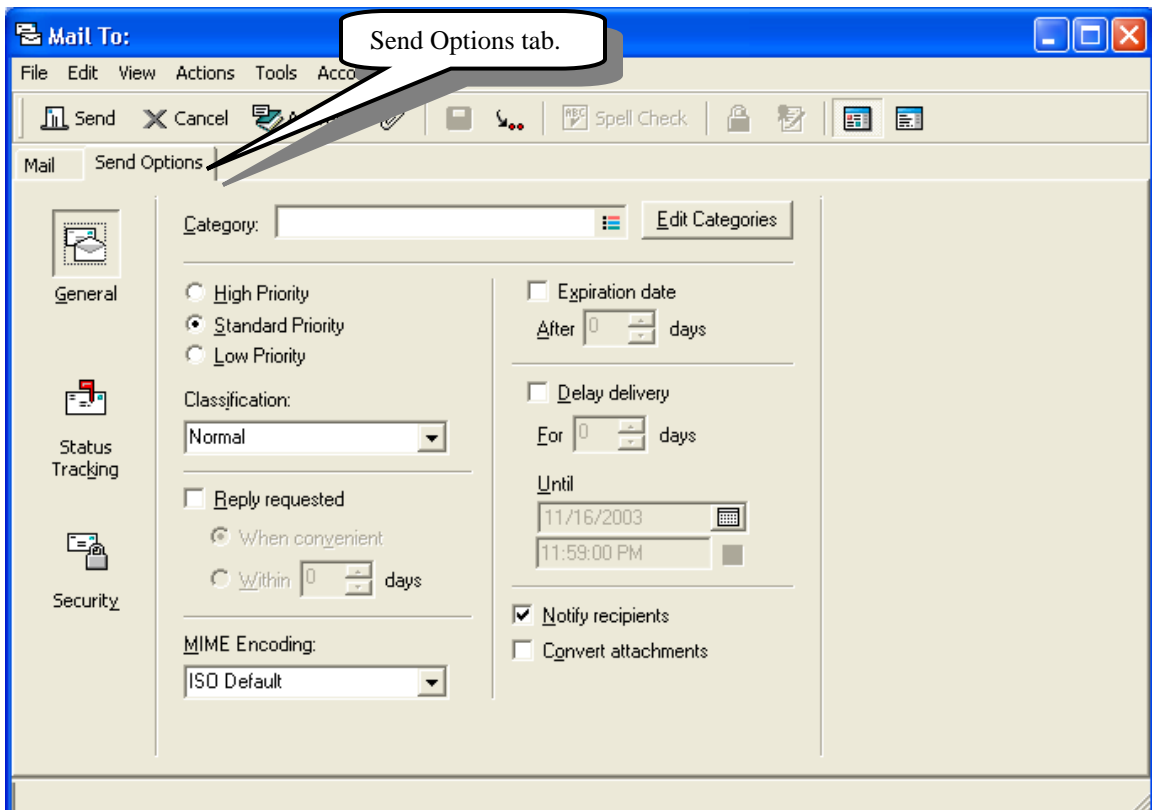 Mail To:
Send Options tab.
File Edit View Actions Tools
Send Cancel Spell Check
Mail Send Options
General
Status
Tracking
Security
Category: Edit Categories
High Priority
Standard Priority
Low Priority
Classification:
Normal
Reply requested
When convenient
Within 0 days
MIME Encoding:
ISO Default
Expiration date
After 0 days
Delay delivery
For 0 days
Until
11/16/2003
11:59:00 PM
Notify recipients
Convert attachments